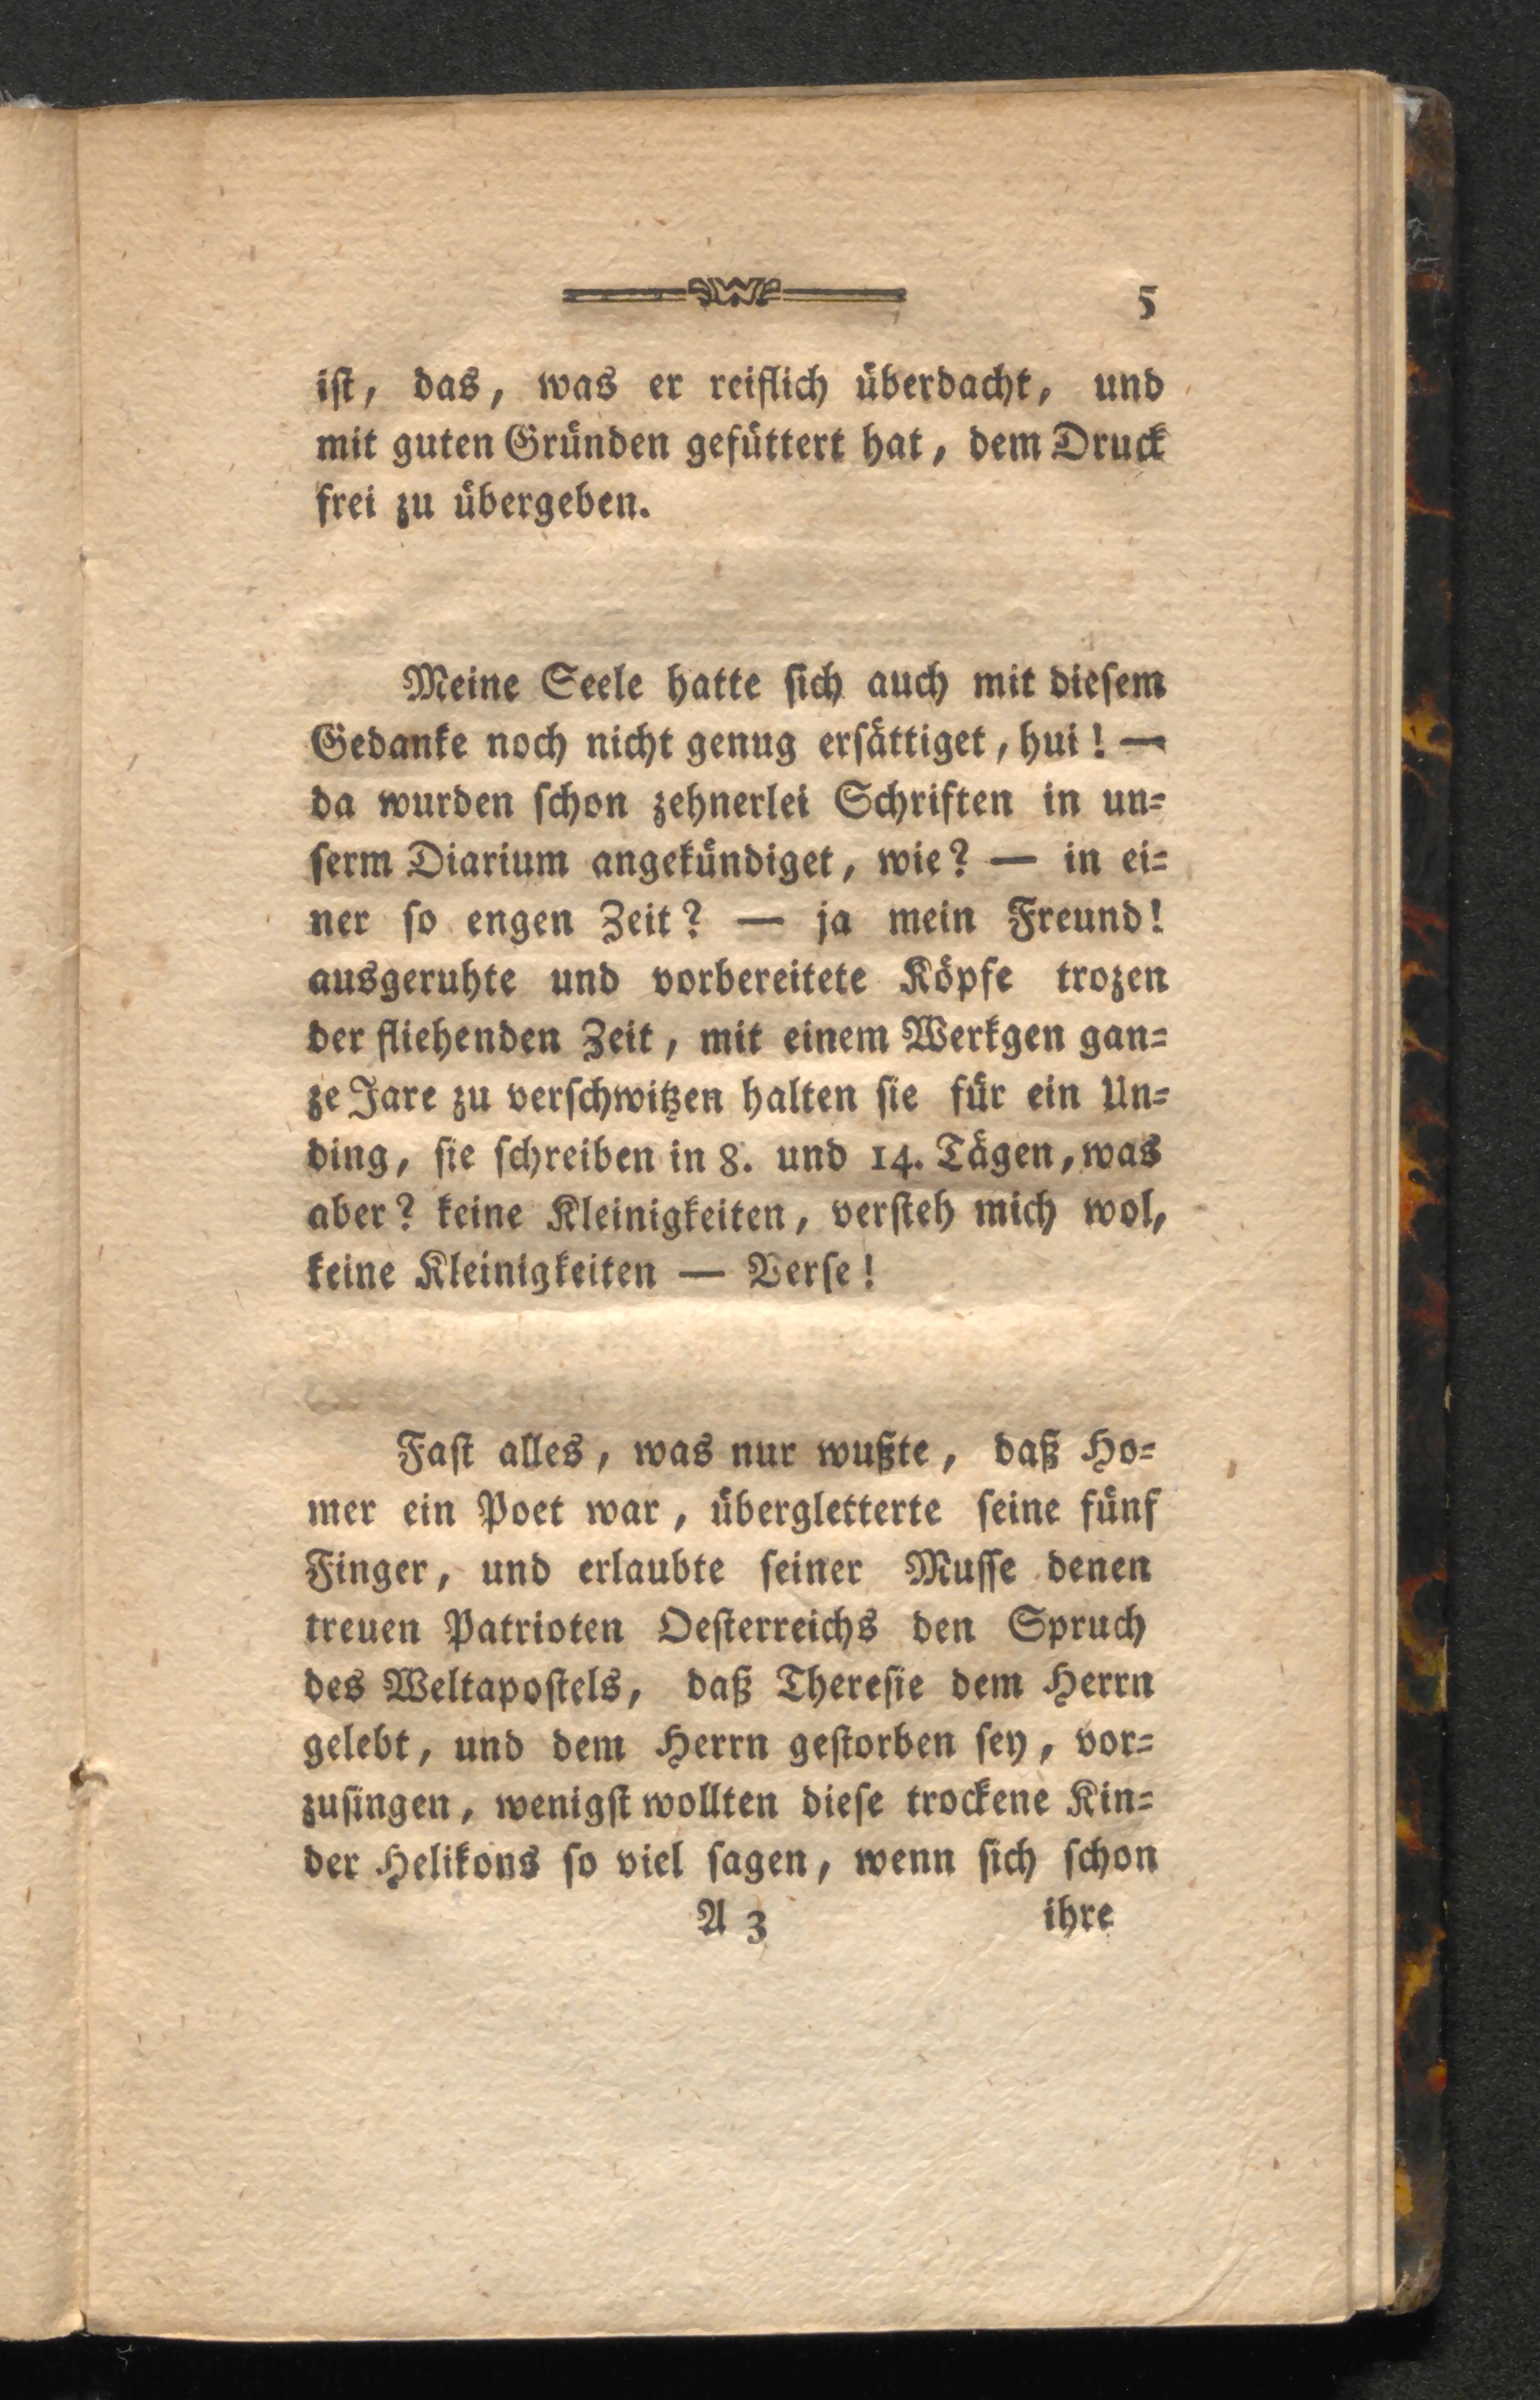 5
ist, das, was er reiflich überdacht, und
mit guten Gründen gefüttert hat, dem Druck
frei zu übergeben.
Meine Seele hatte sich auch mit diesem
Gedanke noch nicht genug ersättiget, hui! —
da wurden schon zehnerlei Schriften in un=
serm Diarium angekündiget, wie? — in ei=
ner so engen Zeit? — ja mein Freund!
ausgeruhte und vorbereitete Köpfe trozen
der fliehenden Zeit, mit einem Werkgen gan=
ze Jare zu verschwitzen halten sie für ein Un=
ding, sie schreiben in 8. und 14. Tägen, was
aber? keine Kleinigkeiten, versteh mich wol,
keine Kleinigkeiten — Verse!
Fast alles, was nur wußte, daß Ho=
mer ein Poet war, übergletterte seine fünf
Finger, und erlaubte seiner Musse denen
treuen Patrioten Oesterreichs den Spruch
des Weltapostels, daß Theresie dem Herrn
gelebt, und dem Herrn gestorben sey, vor=
zusingen, wenigst wollten diese trockene Kin=
der Helikons so viel sagen, wenn sich schon
A 3 ihre